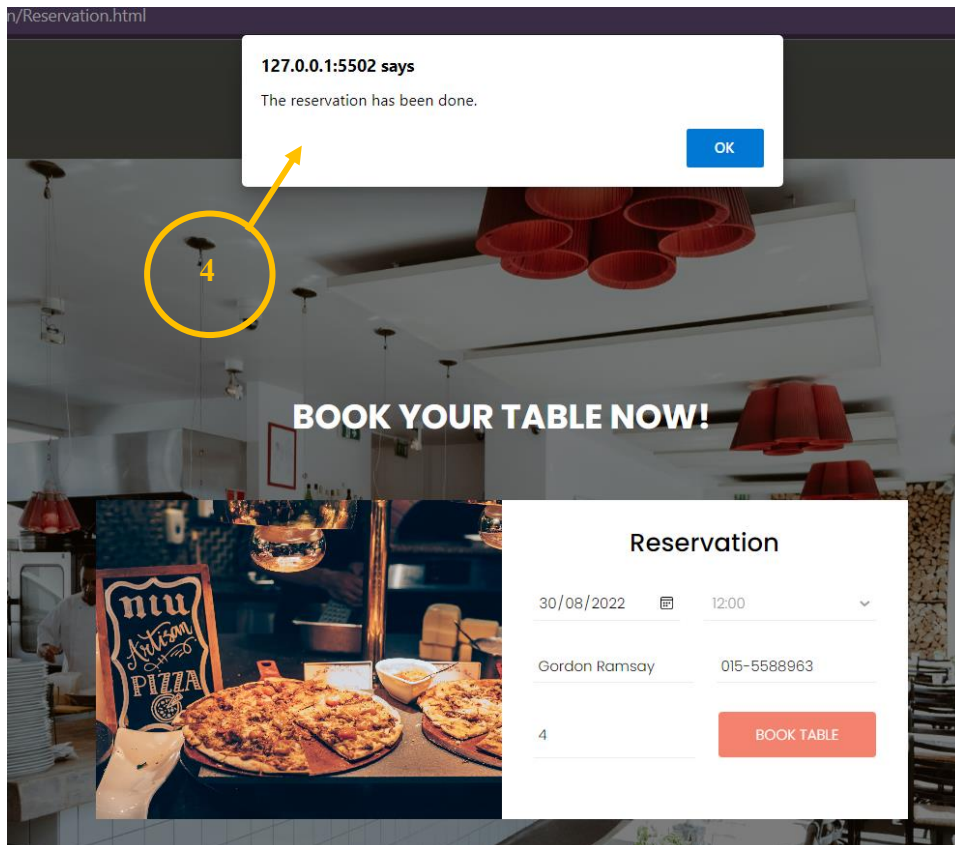 n/Reservation.html
127.0.0.1:5502 says
The reservation has been done.
OK
4
BOOK YOUR TABLE NOW!
Reservation
30/08/2022
12:00
Gordon Ramsay
015-5588963
4
BOOK TABLE
Artisan
PIZZA